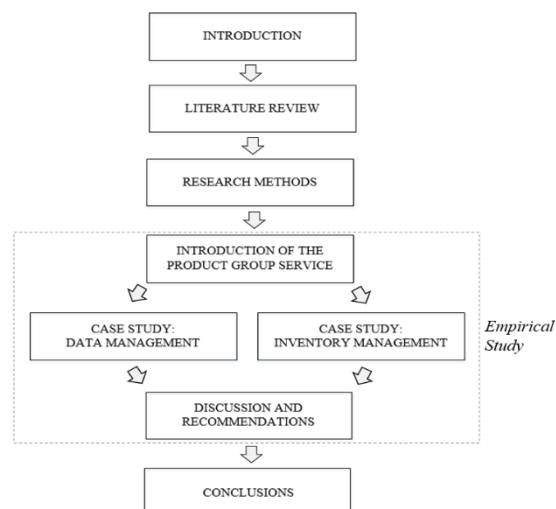 INTRODUCTION
LITERATURE REVIEW
RESEARCH METHODS
INTRODUCTION OF THE
PRODUCT GROUP SERVICE
CASE STUDY:
DATA MANAGEMENT
CASE STUDY:
INVENTORY MANAGEMENT
Empirical
Study
DISCUSSION AND
RECOMMENDATIONS
CONCLUSIONS